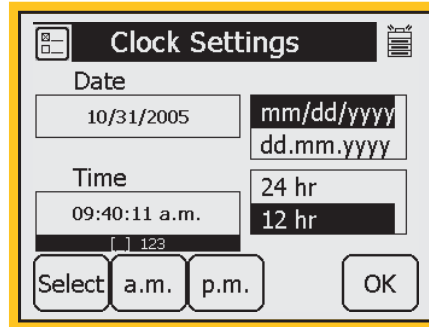 Clock Settings
Date
10/31/2005
mm/dd/yyyy
dd.mm.yyyy
Time
09:40:11 a.m.
[_] 123
24 hr
12 hr
Select a.m. p.m. OK